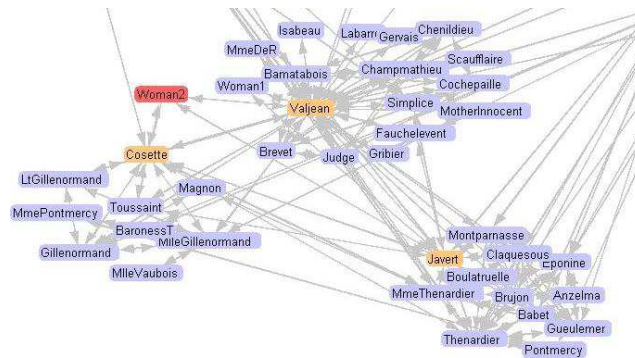 Isabeau
Labarre
Gervais
Chenildieu
MmeDeR
Scaufflaire
Bamatabois
Champmathieu
Woman1
Cochepaille
Woman2
Simplice
Valjean
MotherInnocent
Fauchelevent
Brevet
Judge
Gribier
Cosette
LtGillenormand
Magnon
Toussaint
MmePontmercy
BaronessT
MlleGillenormand
Gillenormand
MlleVaubois
Montparnasse
Javert
Claquesous
Eponine
Boulatruelle
MmeThenardier
Brujon
Anzelma
Babet
Gueulemer
Thenardier
Pontmercy